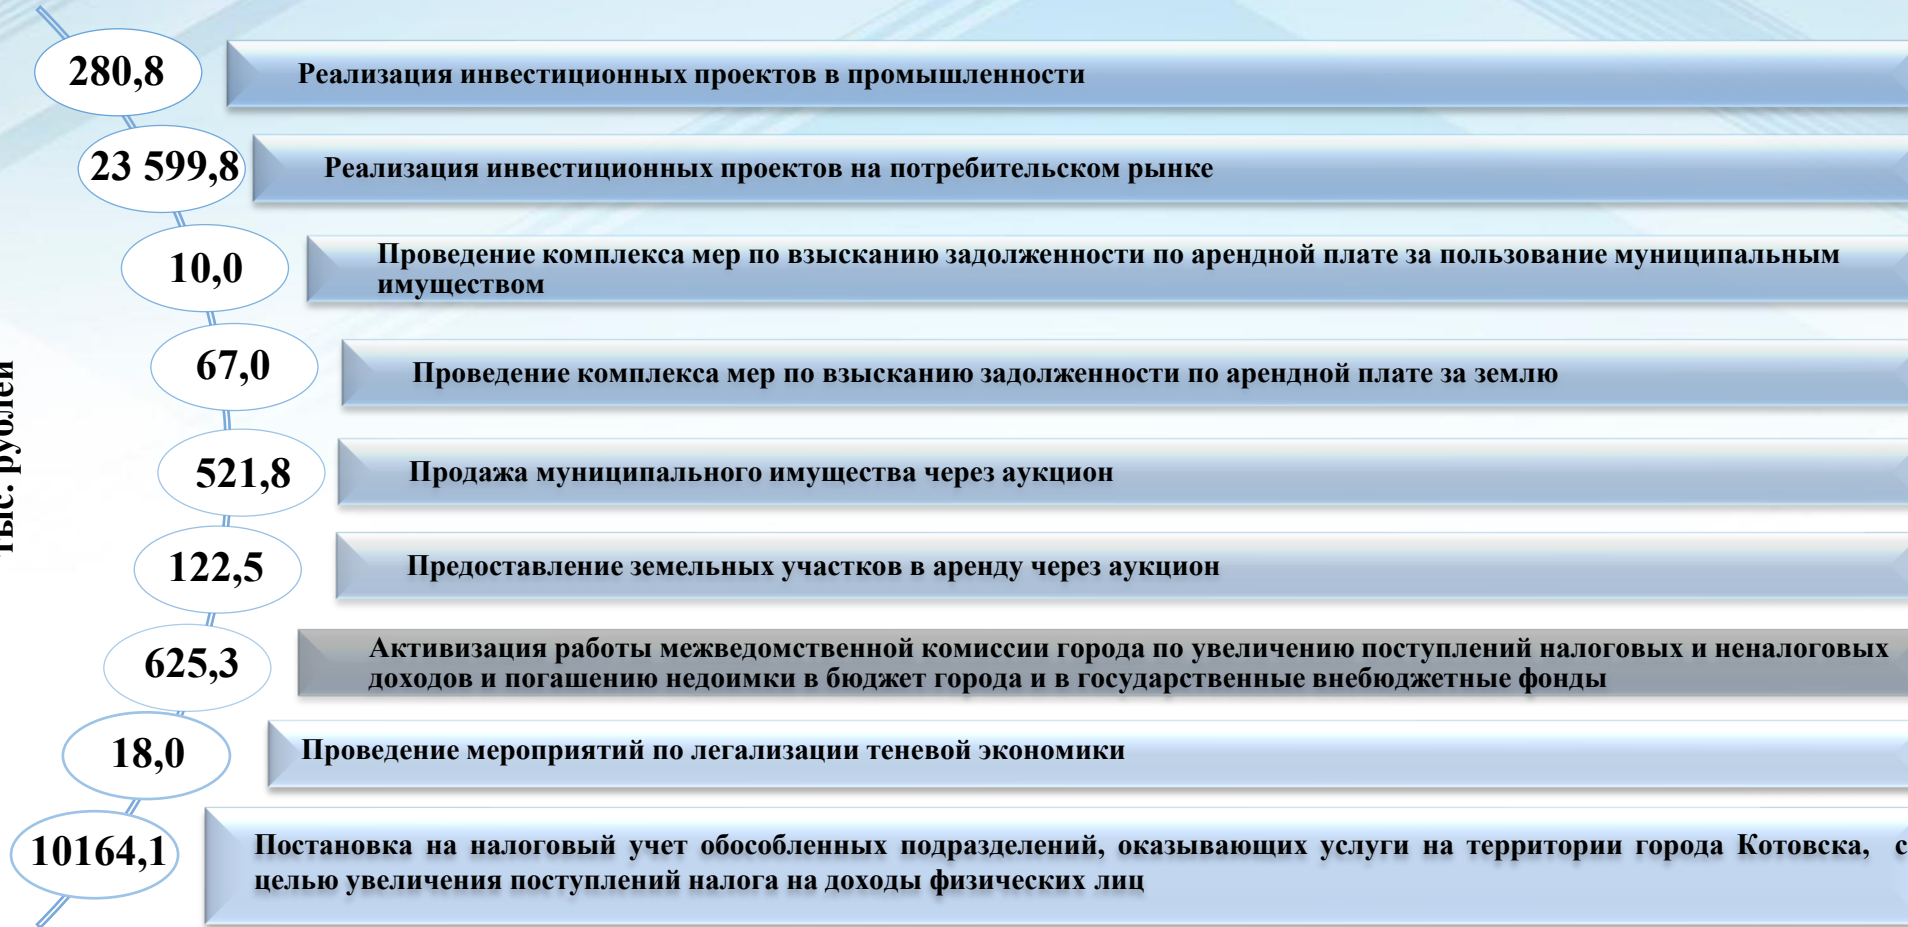 280,8
Реализация инвестиционных проектов в промышленности
23 599,8
Реализация инвестиционных проектов на потребительском рынке
10,0
Проведение комплекса мер по взысканию задолженности по арендной плате за пользование муниципальным
имуществом
67,0
Проведение комплекса мер по взысканию задолженности по арендной плате за землю
тыс. рублей
521,8
Продажа муниципального имущества через аукцион
122,5
Предоставление земельных участков в аренду через аукцион
625,3
Активизация работы межведомственной комиссии города по увеличению поступлений налоговых и неналоговых
доходов и погашению недоимки в бюджет города и в государственные внебюджетные фонды
18,0
Проведение мероприятий по легализации теневой экономики
10164,1
Постановка на налоговый учет обособленных подразделений, оказывающих услуги на территории города Котовска, с
целью увеличения поступлений налога на доходы физических лиц